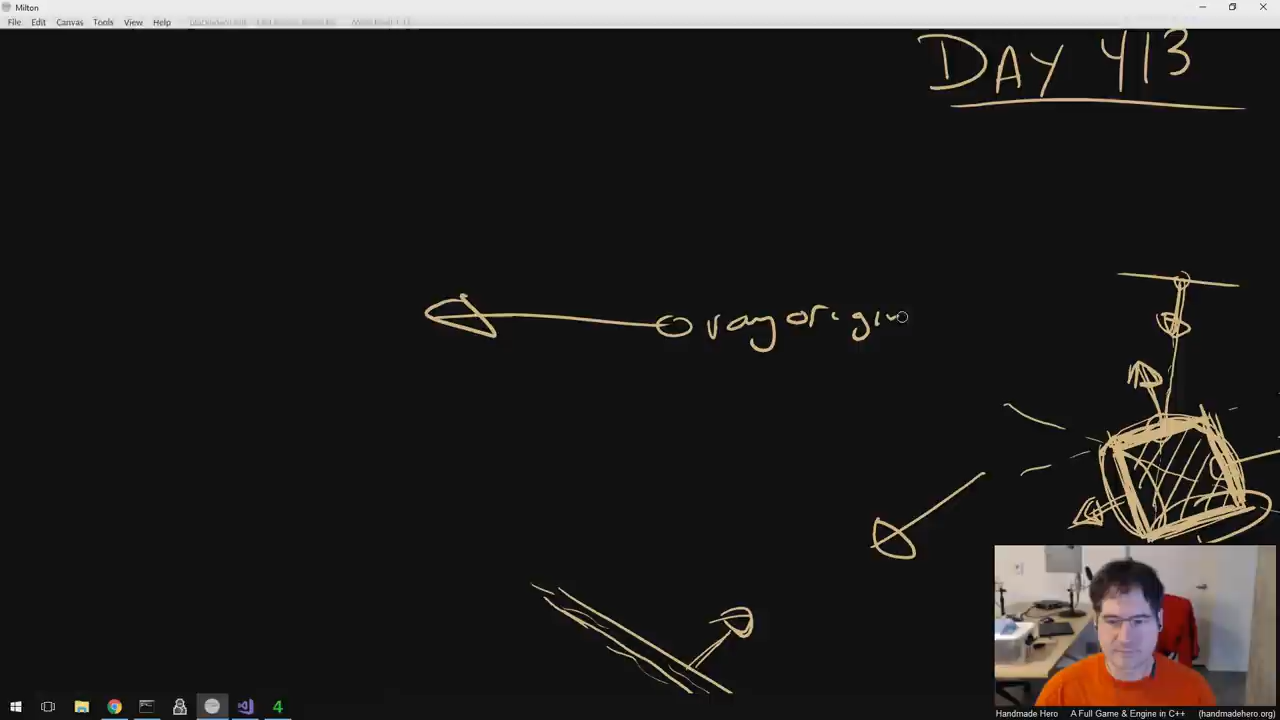 Milton
File Edit Canvas Tools View Help
DAY 413
ray origin
4
Handmade Hero A Full Game & Engine in C++ (handmadehero.org)